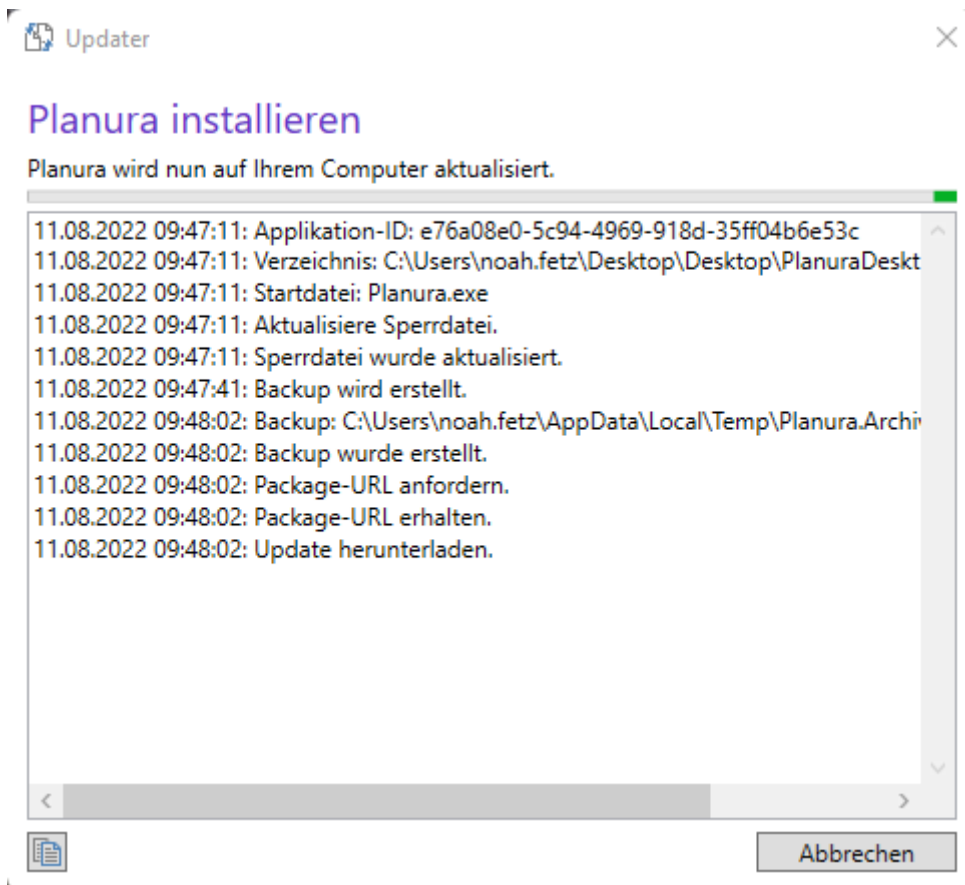 Updater
Planura installieren
Planura wird nun auf Ihrem Computer aktualisiert.
11.08.2022 09:47:11: Applikation-ID: e76a08e0-5c94-4969-918d-35ff04b6e53c
11.08.2022 09:47:11: Verzeichnis: C:\Users\noah.fetz\Desktop\Desktop\PlanuraDeskt
11.08.2022 09:47:11: Startdatei: Planura.exe
11.08.2022 09:47:11: Aktualisiere Sperrdatei.
11.08.2022 09:47:11: Sperrdatei wurde aktualisiert.
11.08.2022 09:47:41: Backup wird erstellt.
11.08.2022 09:48:02: Backup: C:\Users\noah.fetz\AppData\Local\Temp\Planura.Archiv
11.08.2022 09:48:02: Backup wurde erstellt.
11.08.2022 09:48:02: Package-URL anfordern.
11.08.2022 09:48:02: Package-URL erhalten.
11.08.2022 09:48:02: Update herunterladen.
Abbrechen